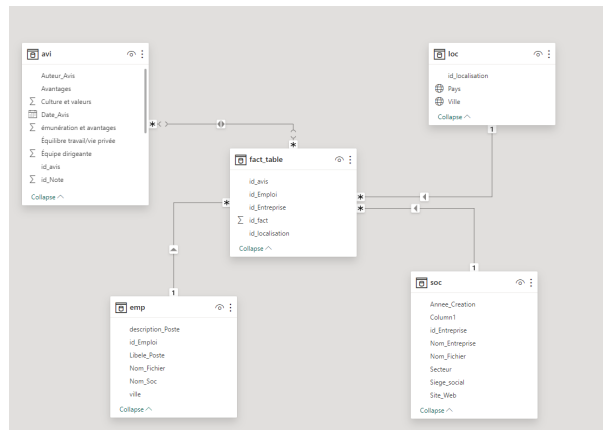 avi
Auteur_Avis
Avantages
Culture et valeurs
Date_Avis
émunération et avantages
Équilibre travail/vie privée
Équipe dirigeante
id_avis
id_Note
Collapse
loc
id_localisation
Pays
Ville
Collapse
1
*
*
fact_table
id_avis
id_Emploi
id_Entreprise
id_fact
id_localisation
Collapse
*
*
*
1
1
emp
description_Poste
id_Emploi
Libele_Poste
Nom_Fichier
Nom_Soc
ville
Collapse
soc
Annee_Creation
Column1
id_Entreprise
Nom_Entreprise
Nom_Fichier
Secteur
Siege_social
Site_Web
Collapse